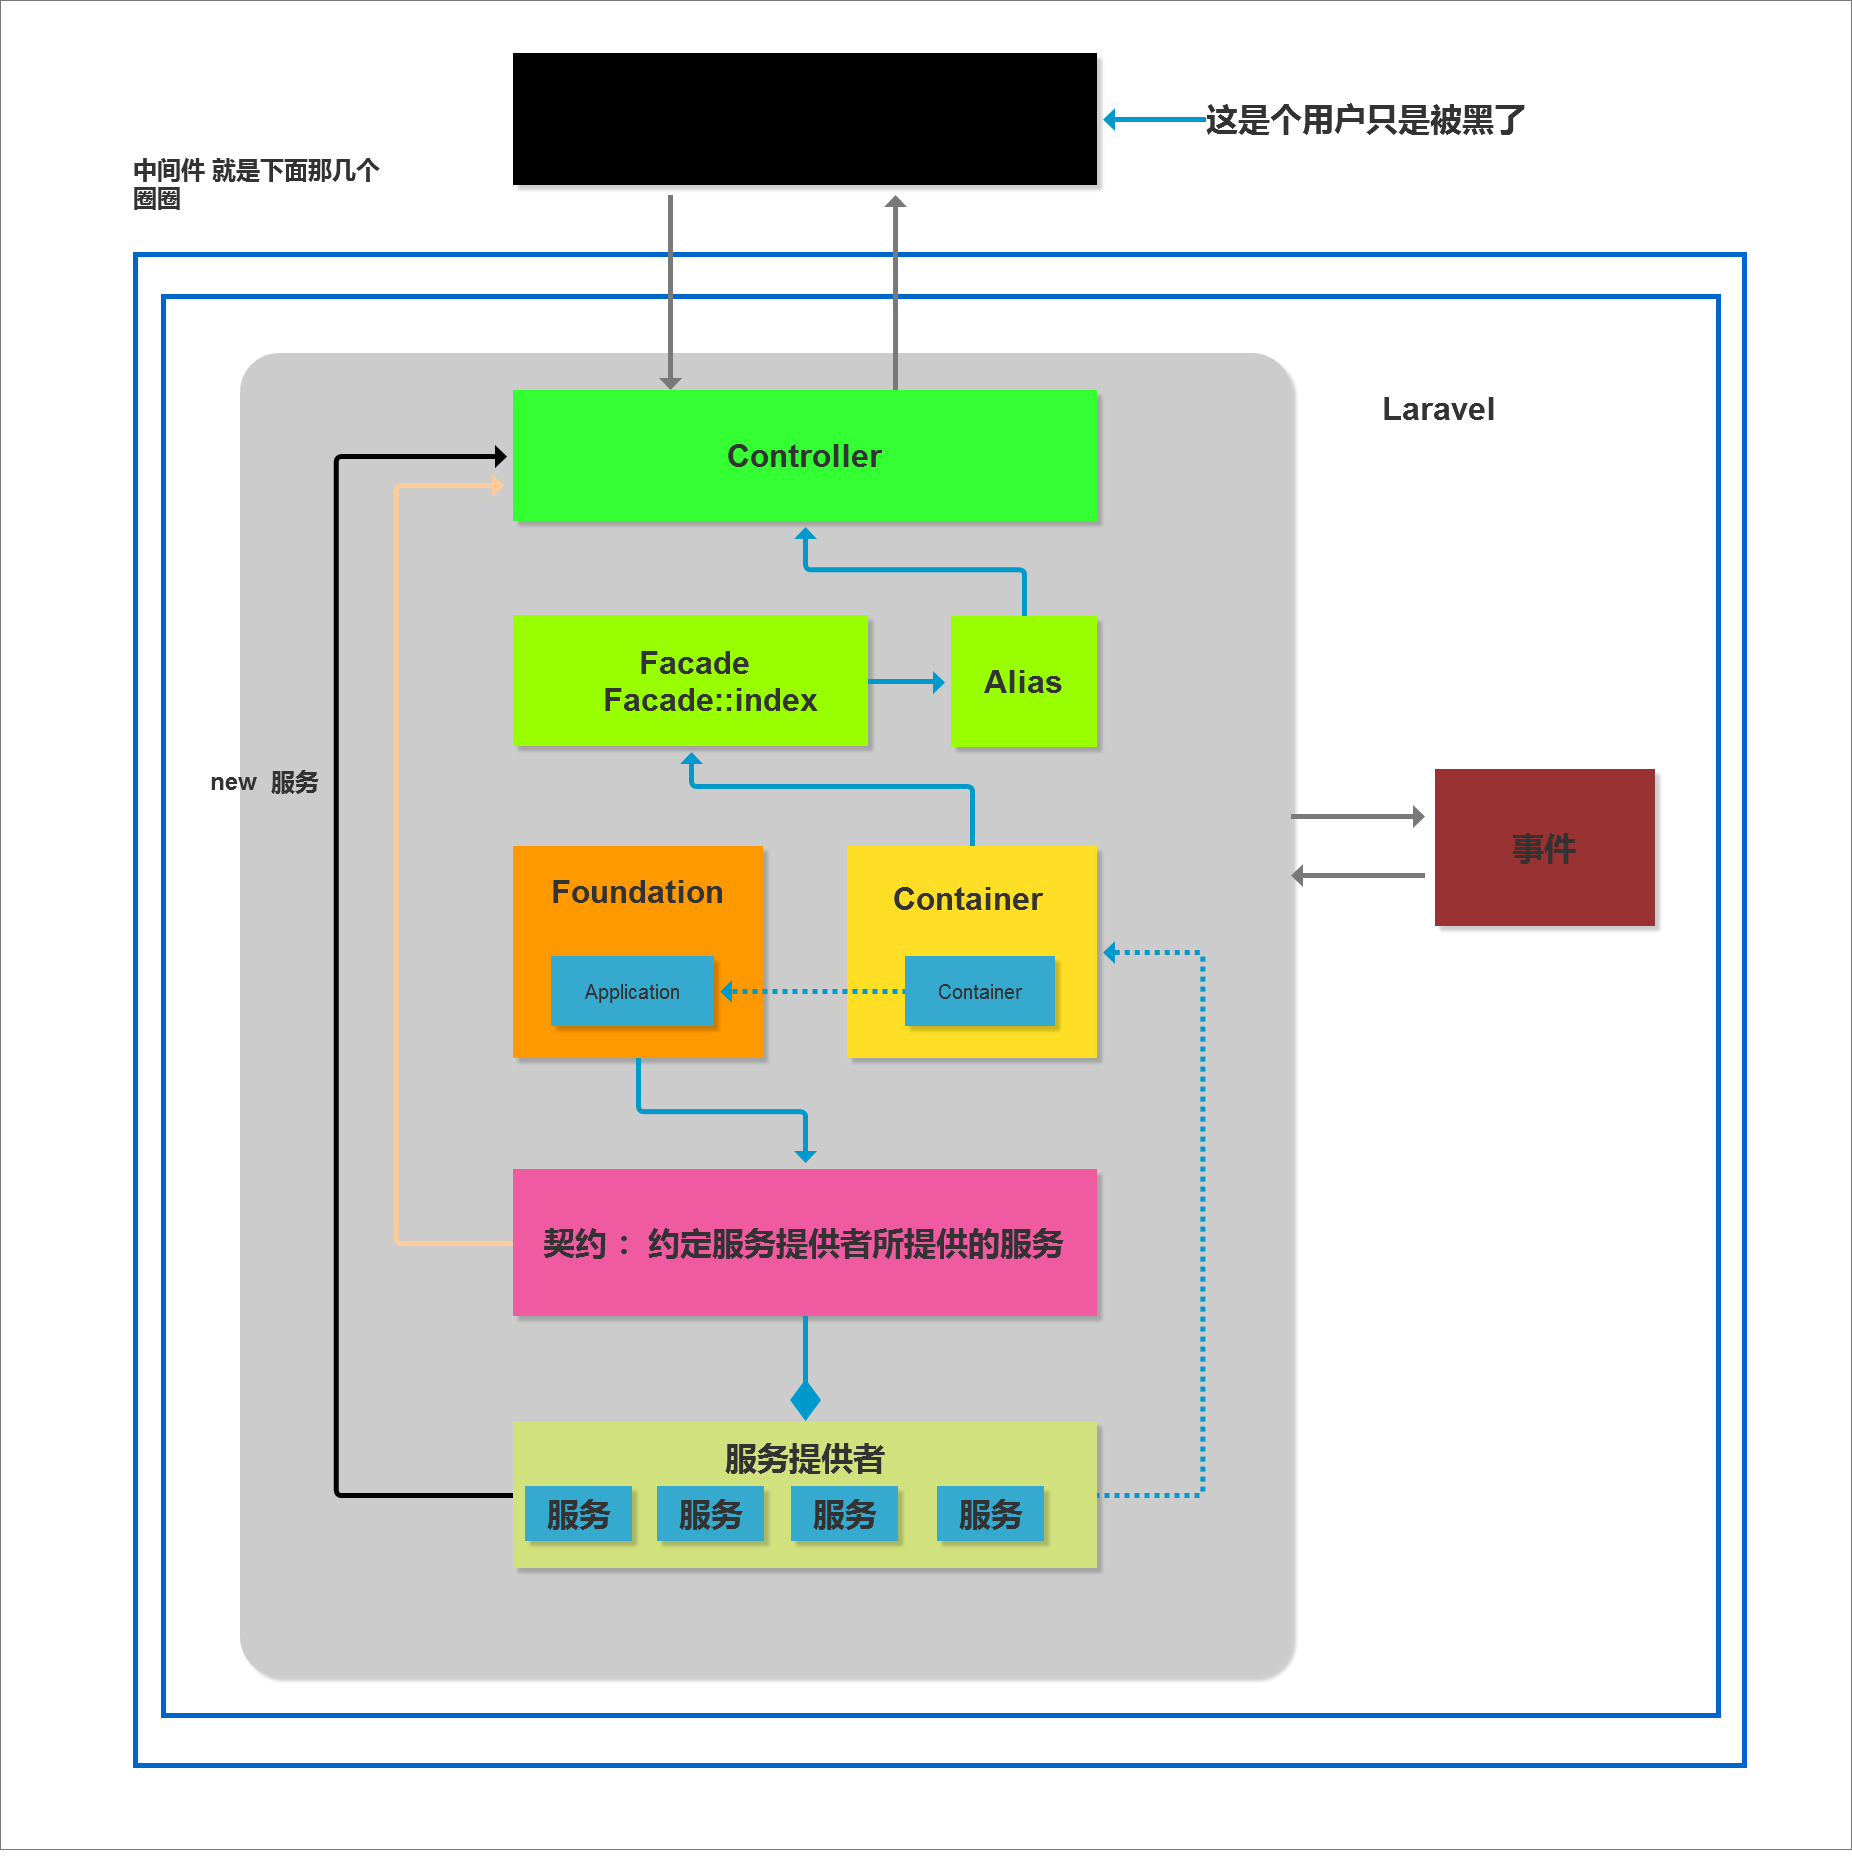 这是个用户只是被黑了
中间件 就是下面那几个
圈圈
Laravel
Controller
Facade
Facade::index
Alias
new 服务
事件
Foundation
Container
Application
Container
契约： 约定服务提供者所提供的服务
服务提供者
服务
服务
服务
服务